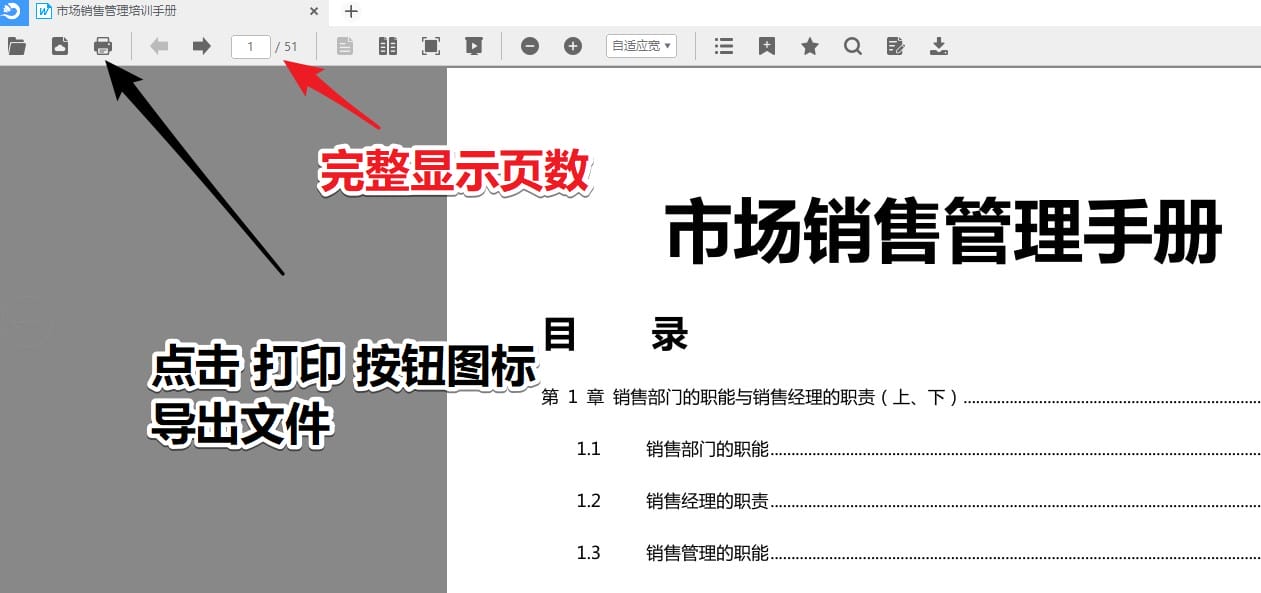 市场销售管理培训手册
1 / 51
自适应宽
完整显示页数
市场销售管理手册
目 录
点击 打印 按钮图标
导出文件
第 1 章 销售部门的职能与销售经理的职责（上、下）
1.1 销售部门的职能
1.2 销售经理的职责
1.3 销售管理的职能